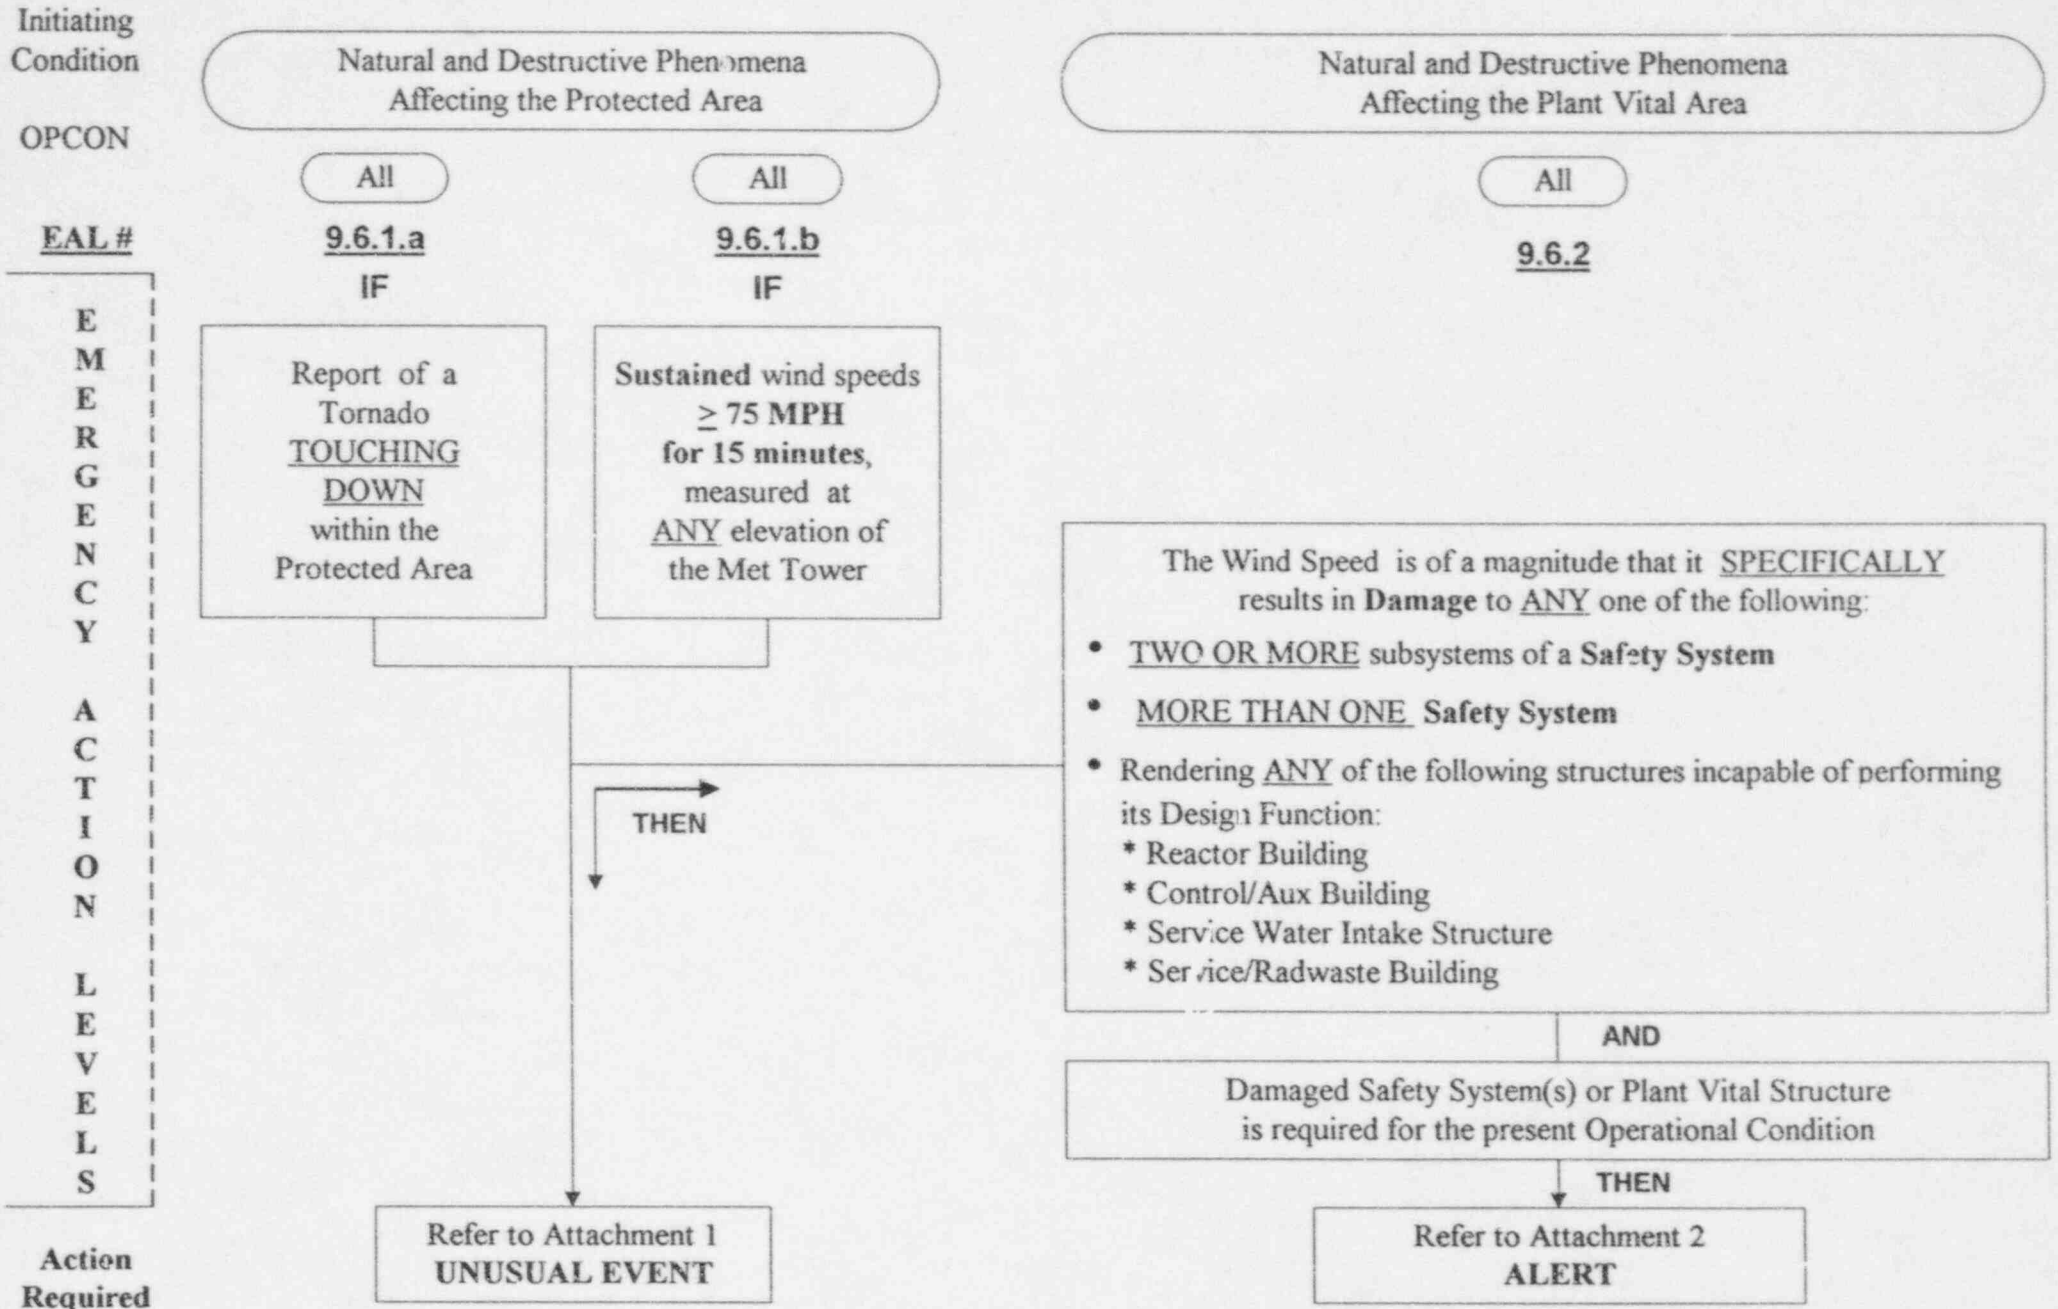 Initiating
Condition
Natural and Destructive Phenomena
Affecting the Protected Area
Natural and Destructive Phenomena
Affecting the Plant Vital Area
OPCON
All
All
All
EAL #
9.6.1.a
9.6.1.b
9.6.2
IF
IF
EMERGENCY ACTION LEVELS
Report of a
Tornado
TOUCHING
DOWN
within the
Protected Area
Sustained wind speeds
≥ 75 MPH
for 15 minutes,
measured at
ANY elevation of
the Met Tower
The Wind Speed is of a magnitude that it SPECIFICALLY
results in Damage to ANY one of the following:
• TWO OR MORE subsystems of a Safety System
• MORE THAN ONE Safety System
• Rendering ANY of the following structures incapable of performing
its Design Function:
* Reactor Building
* Control/Aux Building
* Service Water Intake Structure
* Service/Radwaste Building
THEN
AND
Damaged Safety System(s) or Plant Vital Structure
is required for the present Operational Condition
THEN
Action
Required
Refer to Attachment 1
UNUSUAL EVENT
Refer to Attachment 2
ALERT